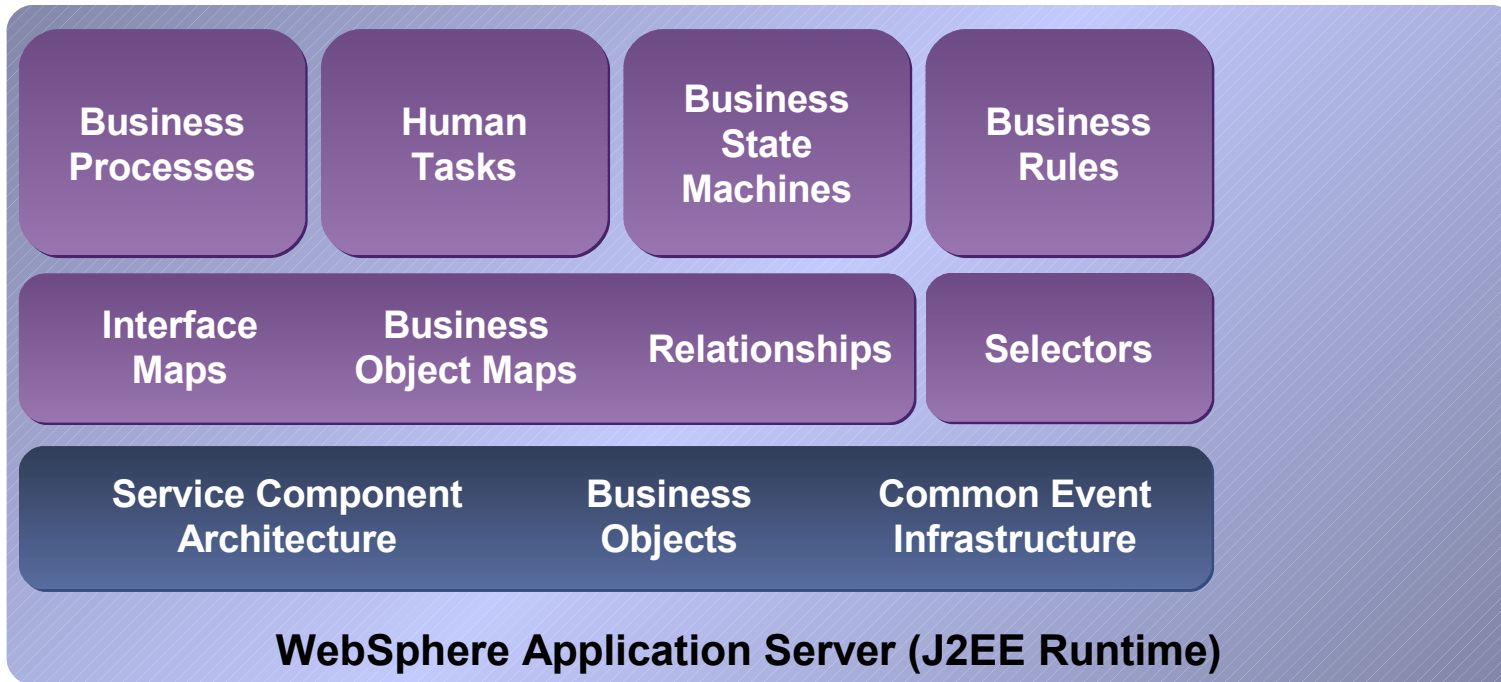 Business
Processes
Human
Tasks
Business
State
Machines
Business
Rules
Interface
Maps
Business
Object Maps
Relationships
Selectors
Service Component
Architecture
Business
Objects
Common Event
Infrastructure
WebSphere Application Server (J2EE Runtime)